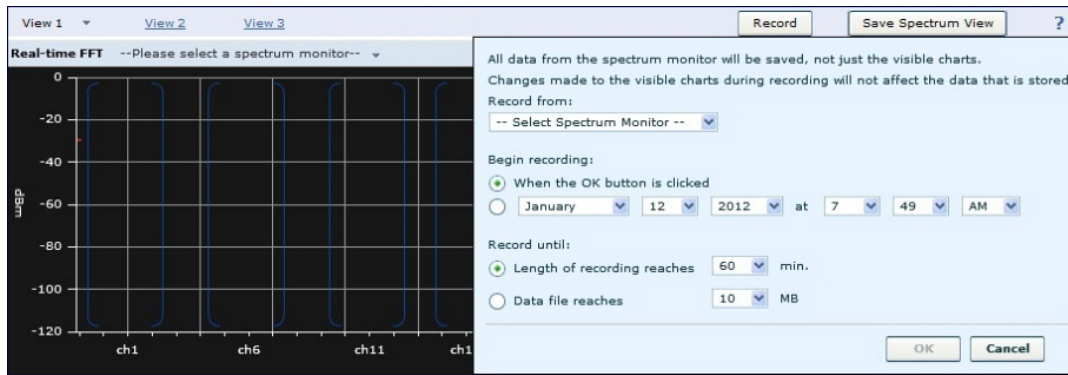 View 1 View 2 View 3 Record Save Spectrum View ?
Real-time FFT --Please select a spectrum monitor--
All data from the spectrum monitor will be saved, not just the visible charts.
Changes made to the visible charts during recording will not affect the data that is stored
Record from:
-- Select Spectrum Monitor --
Begin recording:
When the OK button is clicked
January 12 2012 at 7 49 AM
Record until:
Length of recording reaches 60 min.
Data file reaches 10 MB
OK Cancel
dBm
0
-20
-40
-60
-80
-100
-120
ch1 ch6 ch11 ch1